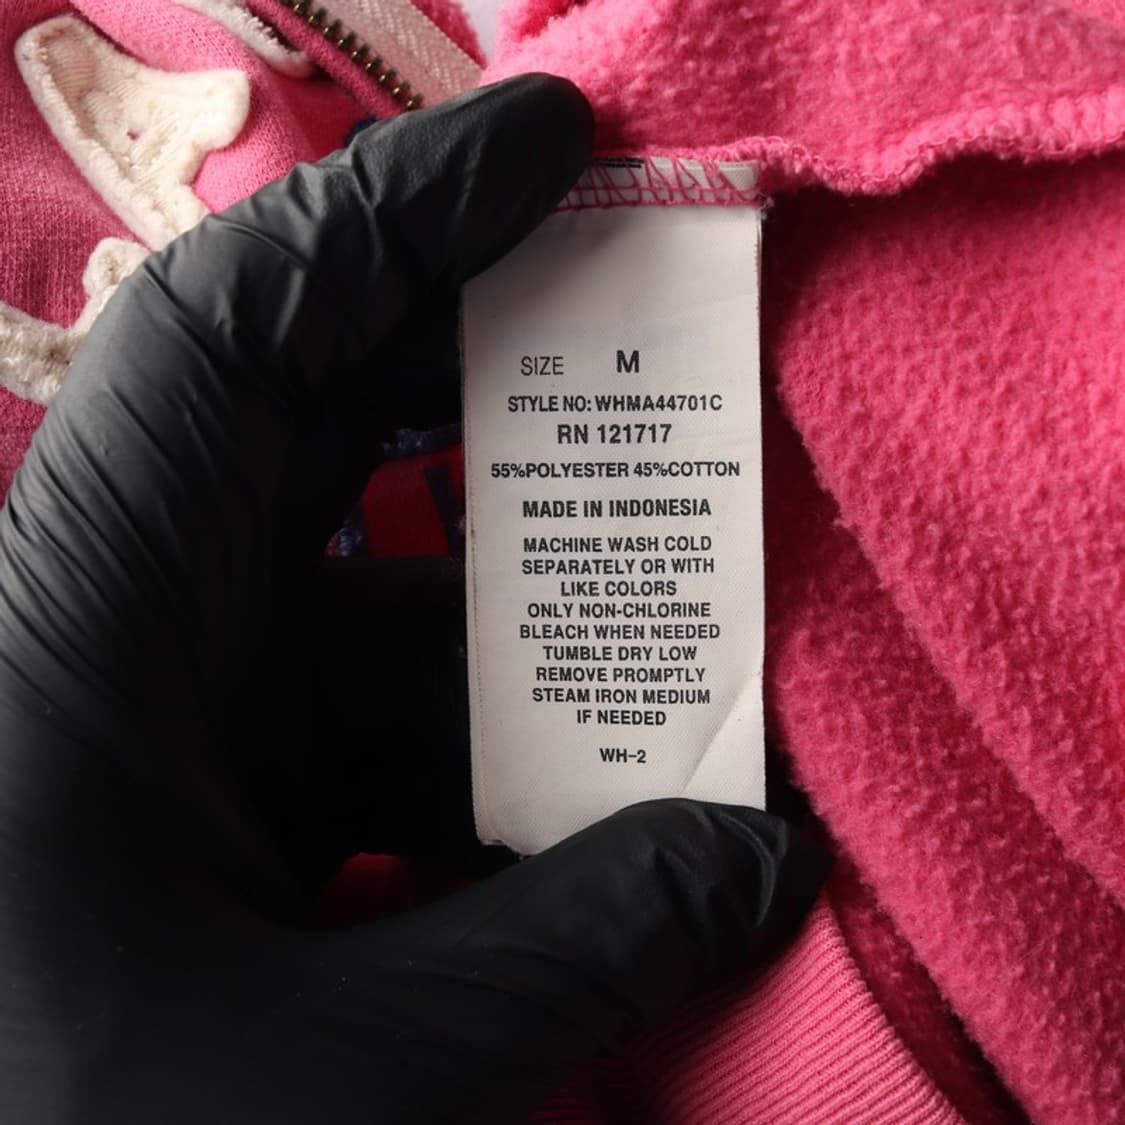 SIZE M
STYLE NO: WHMA44701C
RN 121717
55%POLYESTER 45%COTTON
MADE IN INDONESIA
MACHINE WASH COLD
SEPARATELY OR WITH
LIKE COLORS
ONLY NON-CHLORINE
BLEACH WHEN NEEDED
TUMBLE DRY LOW
REMOVE PROMPTLY
STEAM IRON MEDIUM
IF NEEDED
WH-2